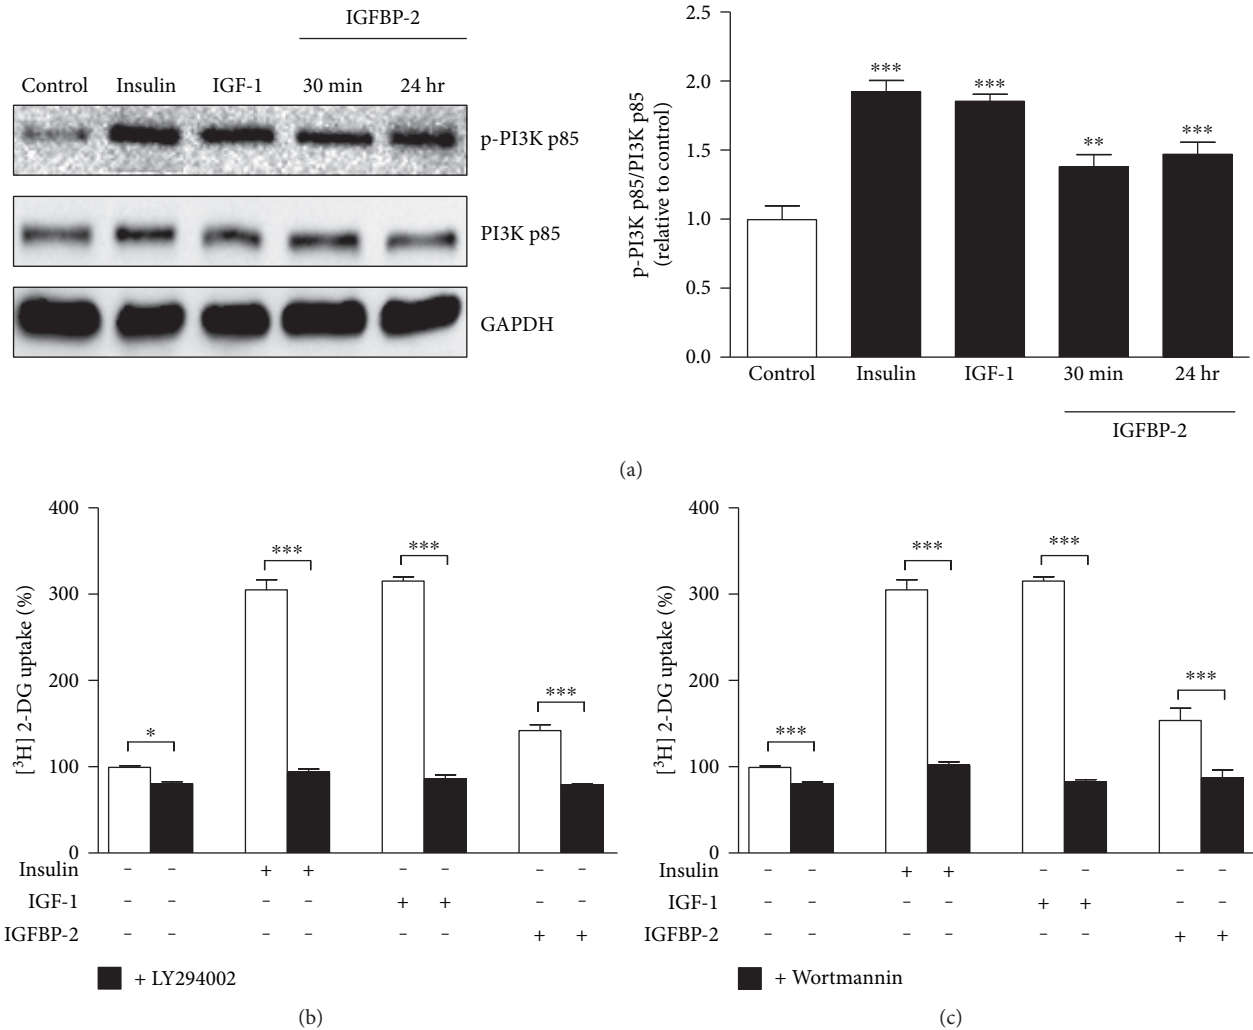 IGFBP-2
Control Insulin IGF-1 30 min 24 hr
p-PI3K p85
PI3K p85
GAPDH
p-PI3K p85/PI3K p85
(relative to control)
2.5
2.0
1.5
1.0
0.5
0.0
***
***
**
***
Control Insulin IGF-1 30 min 24 hr
IGFBP-2
(a)
[³H] 2-DG uptake (%)
400
300
200
100
0
*
***
***
***
Insulin – – + + – – – –
IGF-1 – – – – + + – –
IGFBP-2 – – – – – – + +
+ LY294002
(b)
[³H] 2-DG uptake (%)
400
300
200
100
0
***
***
***
***
Insulin – – + + – – – –
IGF-1 – – – – + + – –
IGFBP-2 – – – – – – + +
+ Wortmannin
(c)